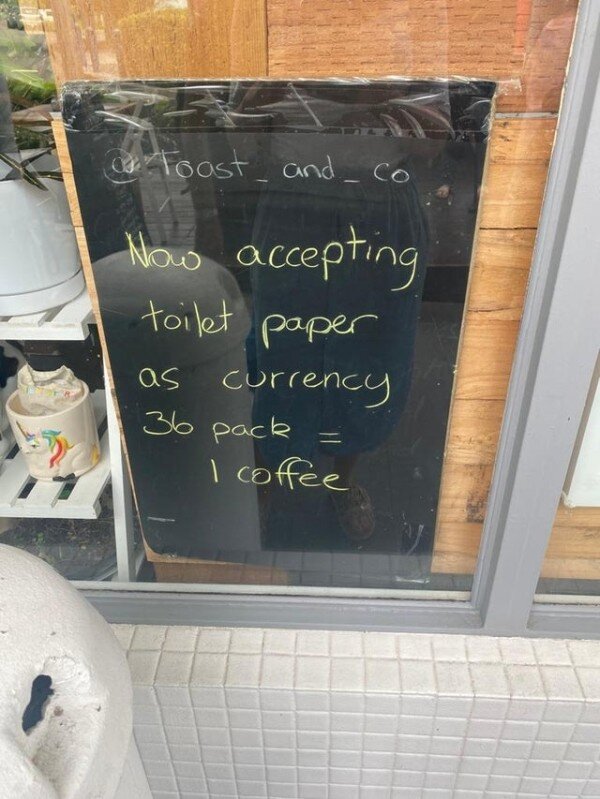 @toast_and_co
Now accepting
toilet paper
as currency
36 pack =
1 coffee